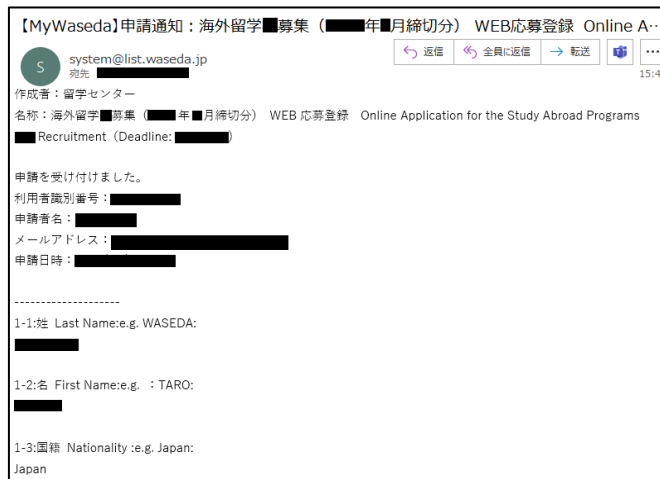 【MyWaseda】申請通知：海外留学 募集（ 年 月締切分） WEB応募登録 Online A…
返信 全員に返信 転送 …
S system@list.waseda.jp
宛先
15:4
作成者：留学センター
名称：海外留学 募集（ 年 月締切分） WEB 応募登録 Online Application for the Study Abroad Programs
Recruitment（Deadline: ）
申請を受け付けました。
利用者識別番号：
申請者名：
メールアドレス：
申請日時：
--------------------
1-1:姓 Last Name:e.g. WASEDA:
1-2:名 First Name:e.g. ：TARO:
1-3:国籍 Nationality :e.g. Japan:
Japan